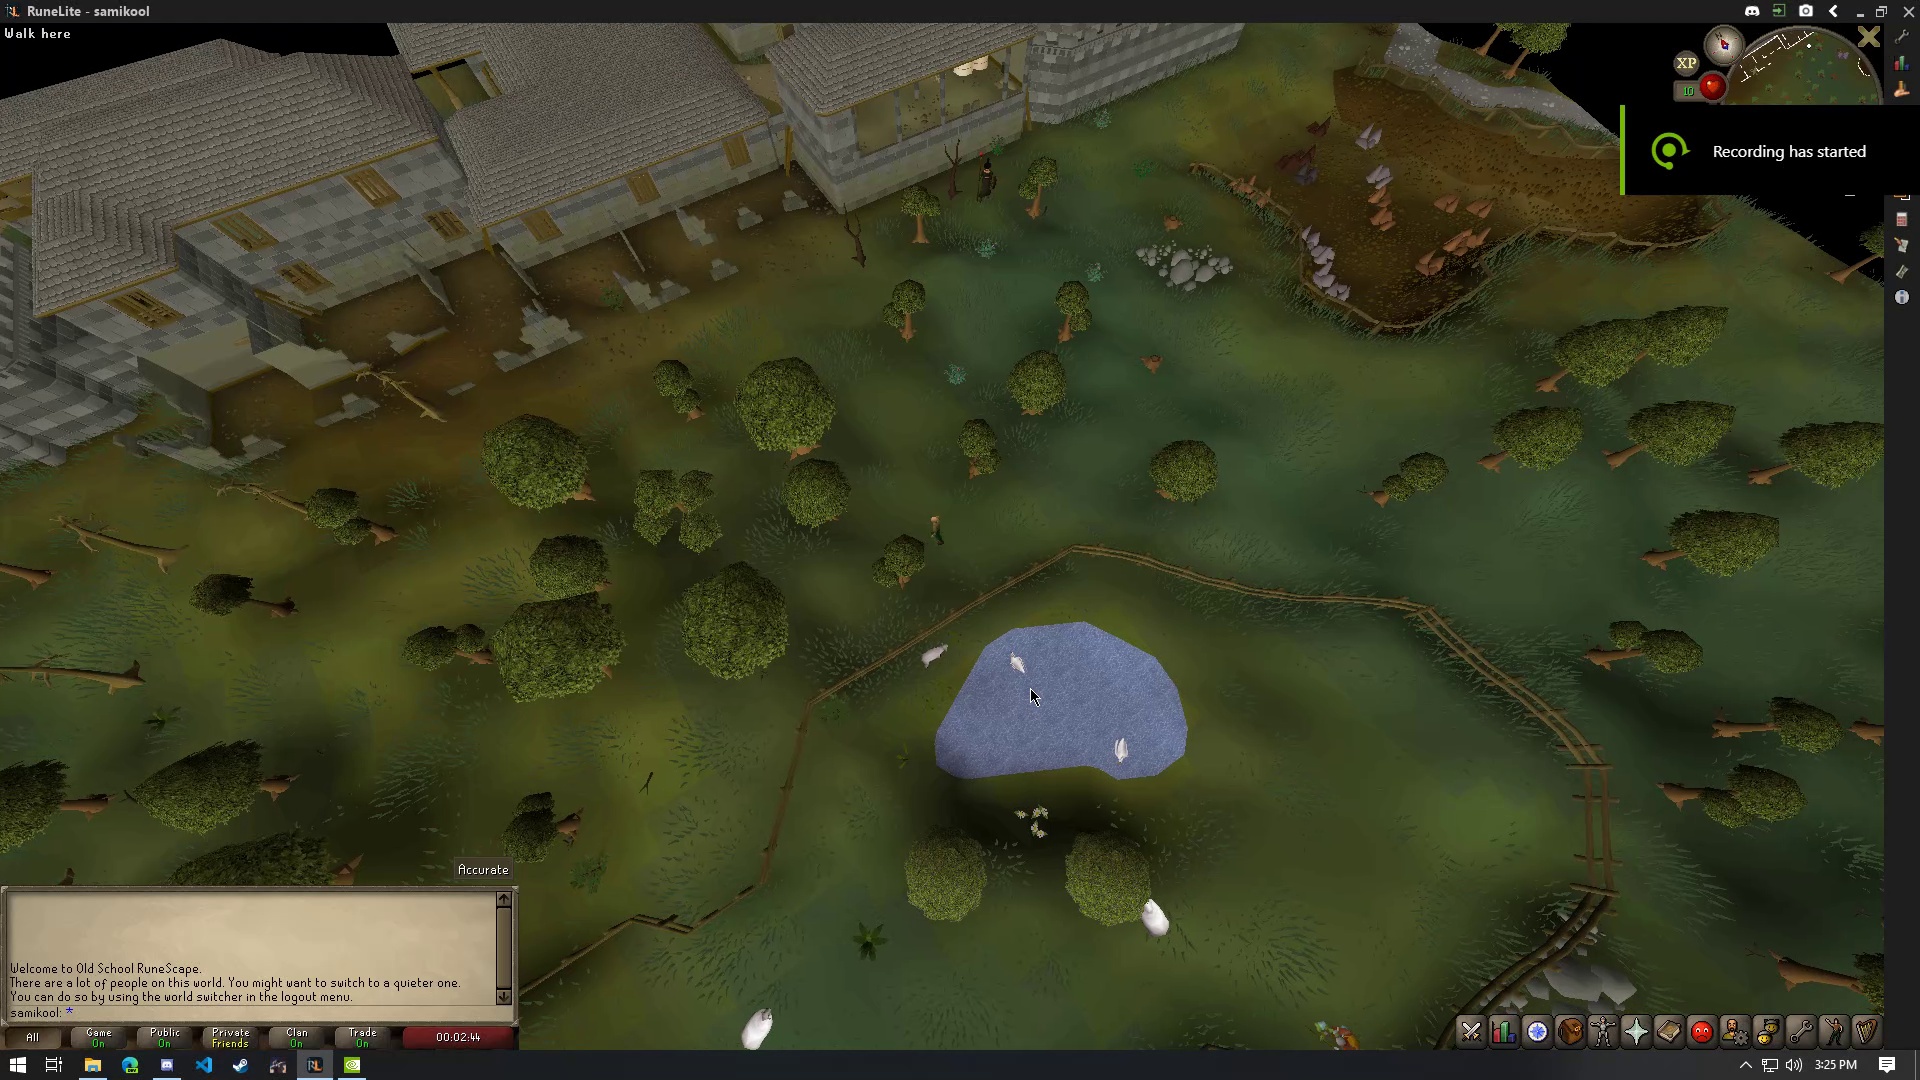 RuneLite - samikool
Walk here
XP
10
Recording has started
Accurate
Welcome to Old School RuneScape.
There are a lot of people on this world. You might want to switch to a quieter one.
You can do so by using the world switcher in the logout menu.
samikool: *
All
Game
On
Public
On
Private
Friends
Clan
On
Trade
On
00:02:44
3:25 PM